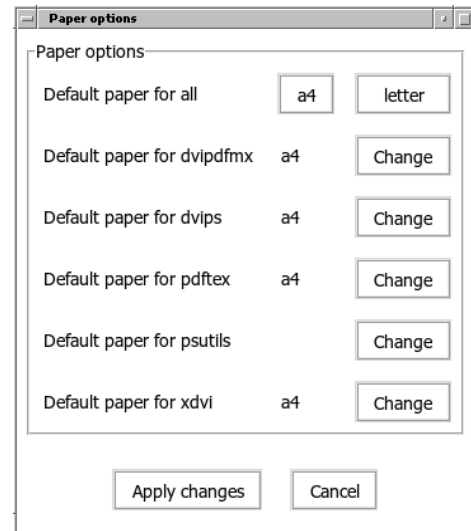 Paper options
Paper options
Default paper for all a4 letter
Default paper for dvipdfmx a4 Change
Default paper for dvips a4 Change
Default paper for pdftex a4 Change
Default paper for psutils Change
Default paper for xdvi a4 Change
Apply changes Cancel